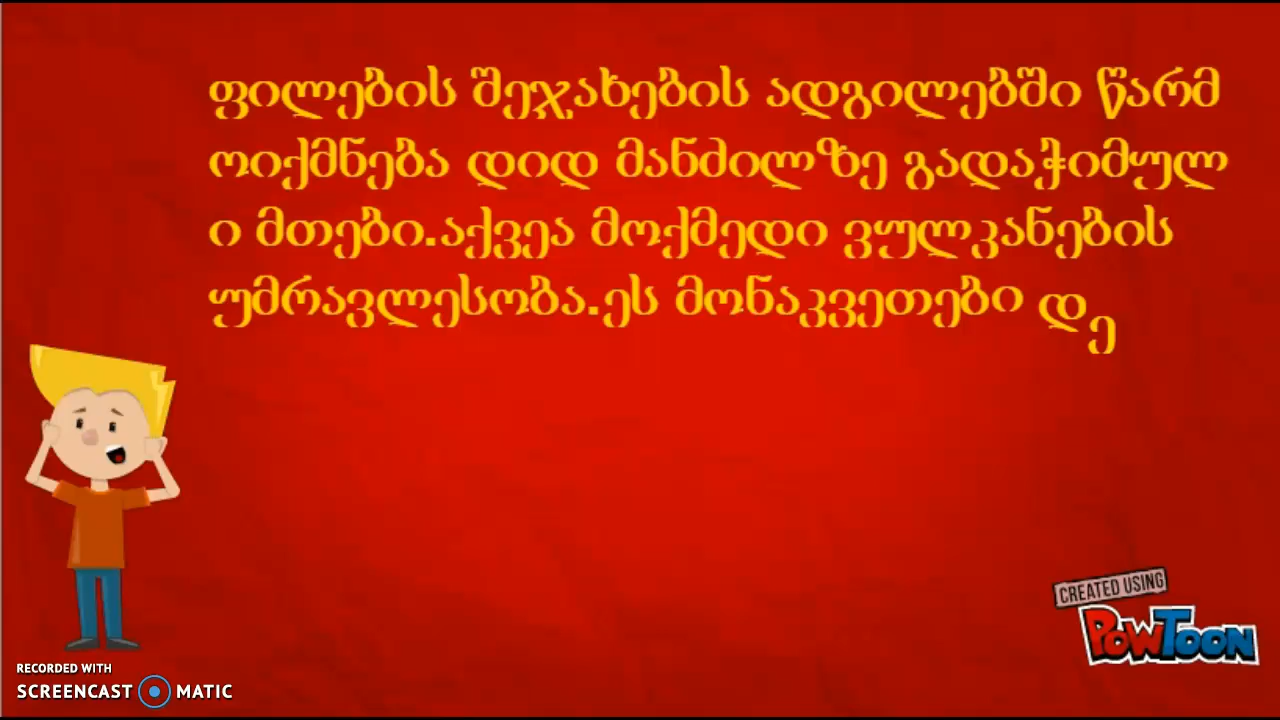 ფილების შეჯახების ადგილებში წარმ
ოიქმნება დიდ მანძილზე გადაჭიმულ
ი მთები.აქვეა მოქმედი ვულკანების
უმრავლესობა.ეს მონაკვეთები დე
CREATED USING
POWTOON
RECORDED WITH
SCREENCAST MATIC